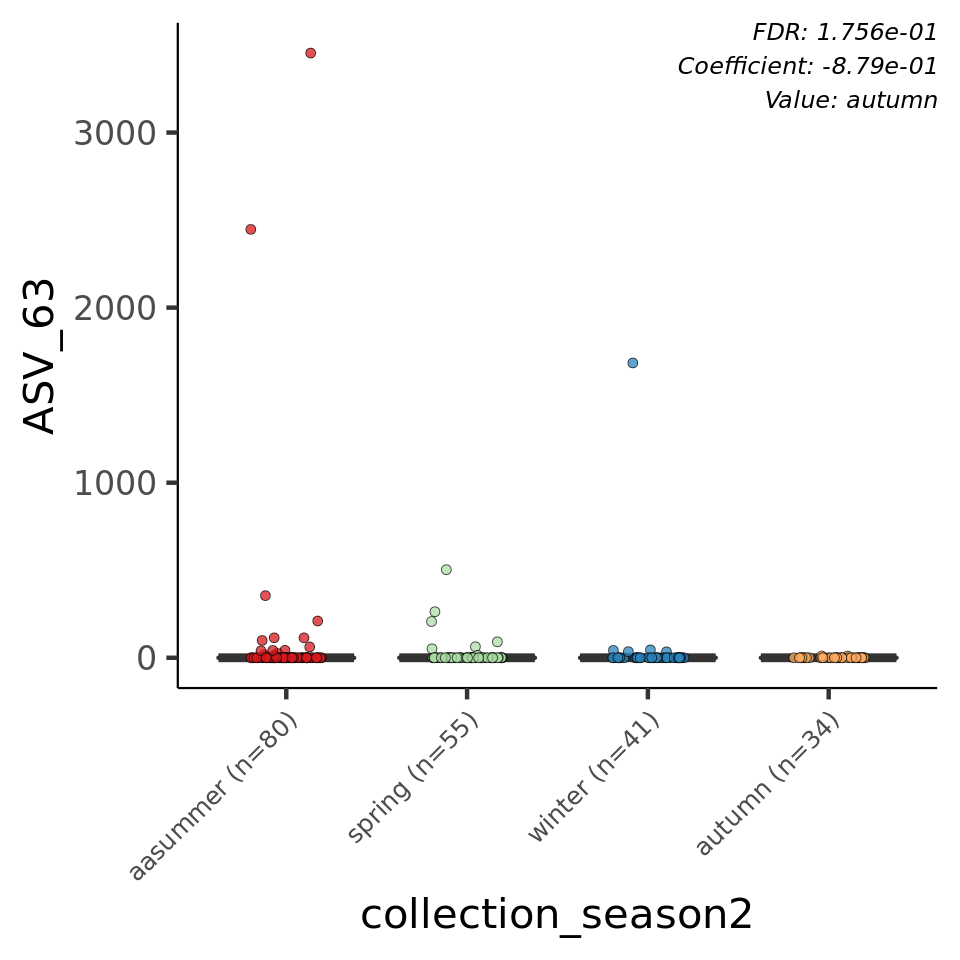 FDR: 1.756e-01
Coefficient: -8.79e-01
Value: autumn
ASV_63
3000
2000
1000
0
aasummer (n=80)
spring (n=55)
winter (n=41)
autumn (n=34)
collection_season2